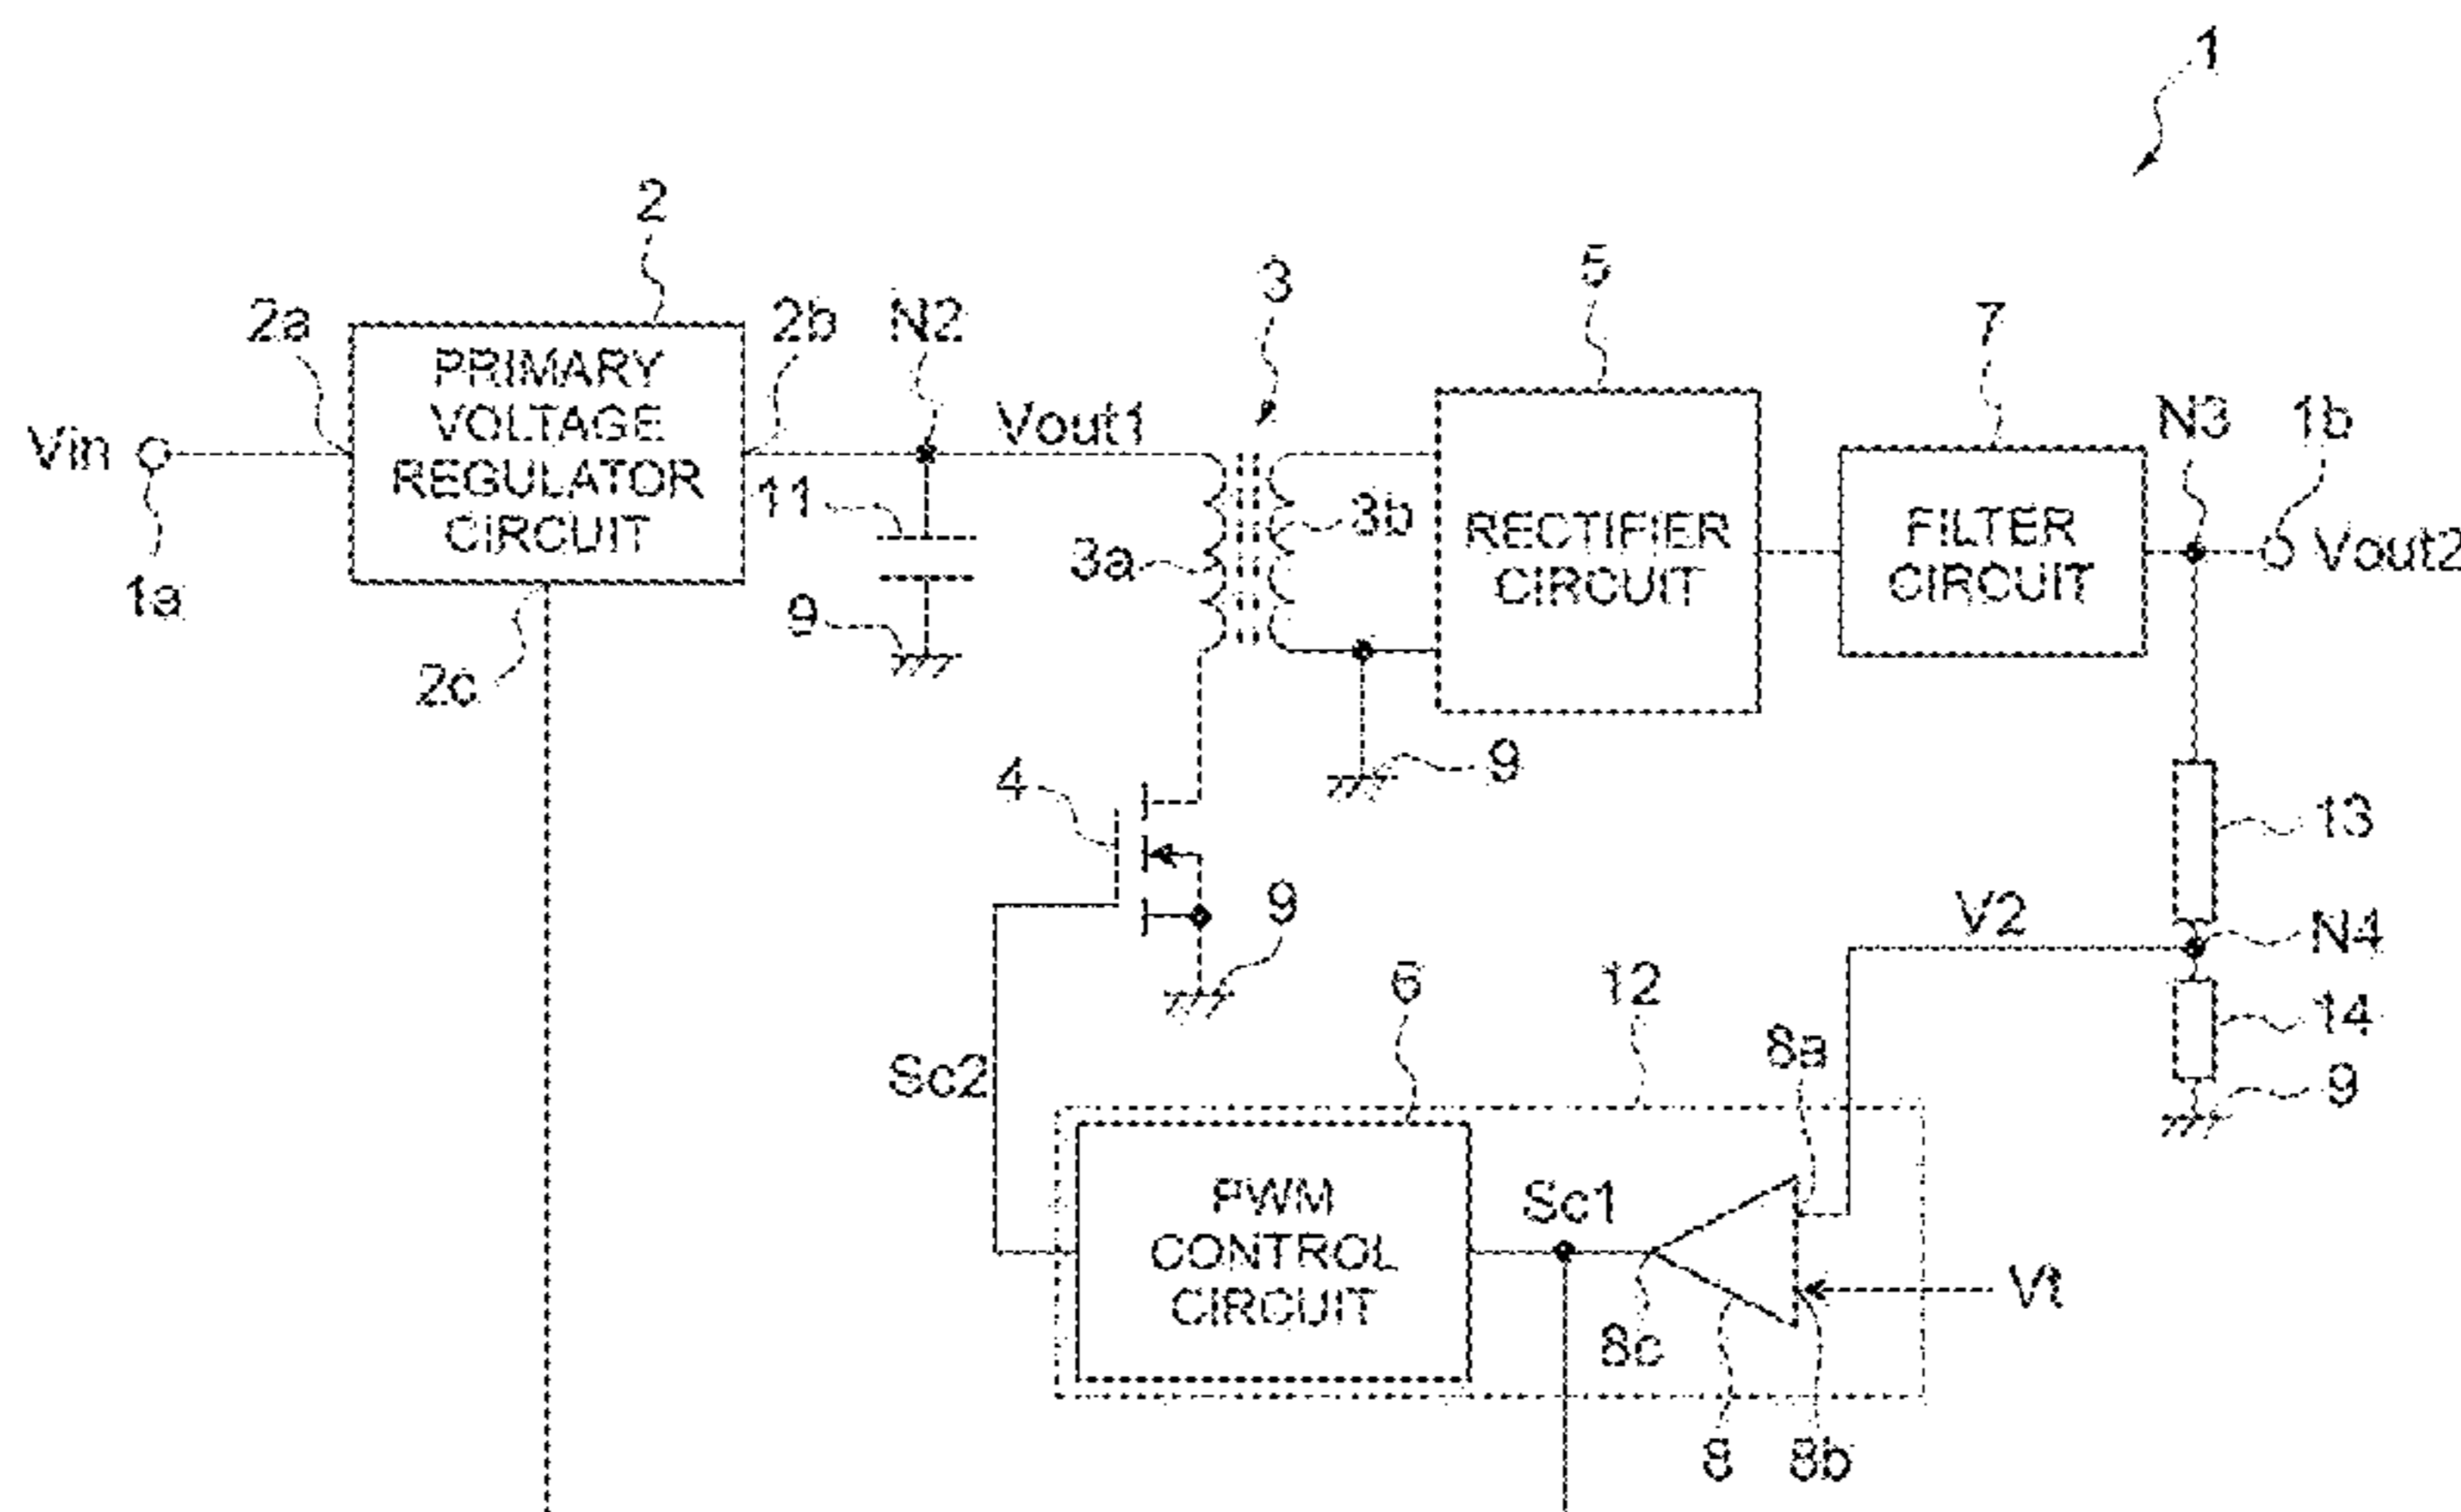 1
2
3
5
7
2a
2b
N2
PRIMARY
VOLTAGE
REGULATOR
CIRCUIT
Vin
1a
2c
Vout1
11
9
3a
3b
RECTIFIER
CIRCUIT
FILTER
CIRCUIT
N3
1b
Vout2
9
4
13
9
V2
N4
14
9
6
12
8a
Sc2
PWM
CONTROL
CIRCUIT
Sc1
8c
Vt
8
8b